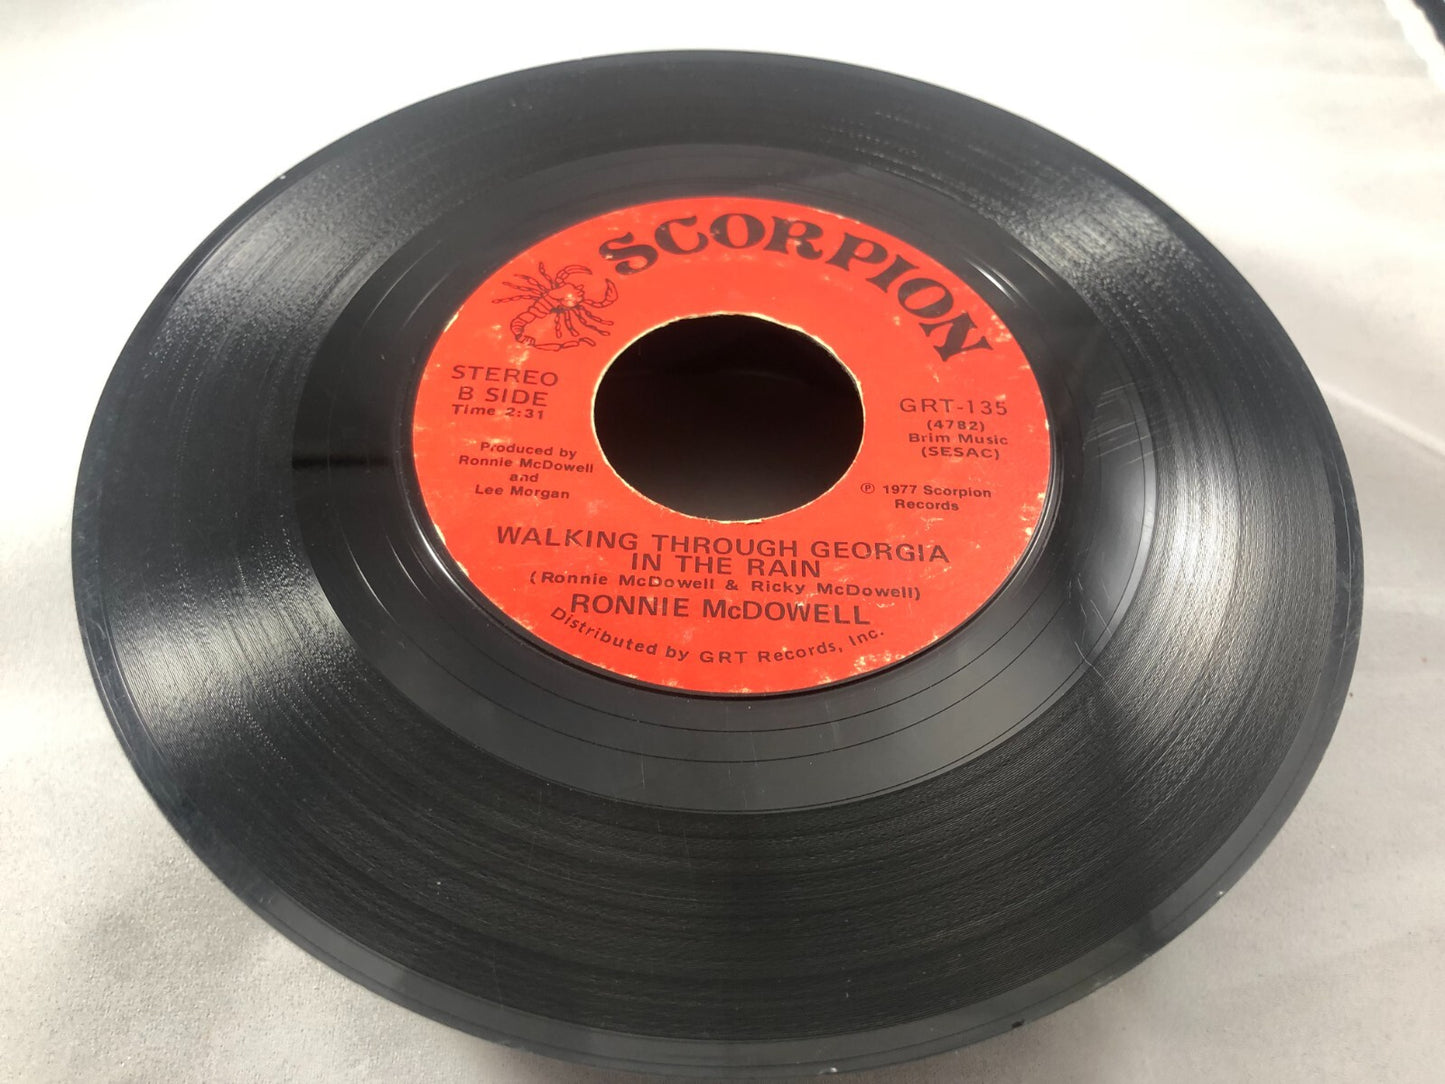 SCORPION
STEREO
B SIDE
Time 2:31
Produced by
Ronnie McDowell
and
Lee Morgan
GRT-135
(4782)
Brim Music
(SESAC)
℗ 1977 Scorpion
Records
WALKING THROUGH GEORGIA
IN THE RAIN
(Ronnie McDowell & Ricky McDowell)
RONNIE McDOWELL
Distributed by GRT Records, Inc.